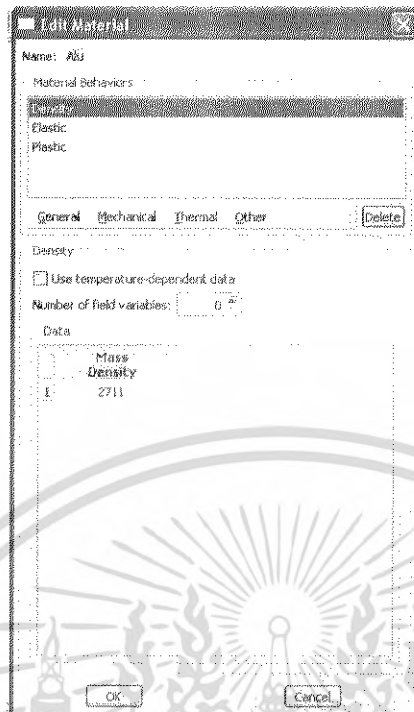 Edit Material
Name: Alu
Material Behaviors
Density
Elastic
Plastic
General Mechanical Thermal Other Delete
Density
Use temperature-dependent data
Number of field variables: 0
Data
Mass
Density
1 2711
OK Cancel